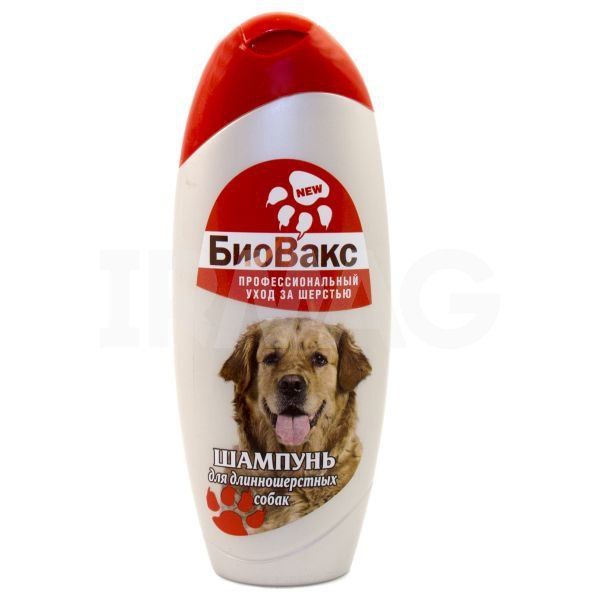 NEW
БиоВакс
ПРОФЕССИОНАЛЬНЫЙ
УХОД ЗА ШЕРСТЬЮ
ШАМПУНЬ
для длинношерстных
собак